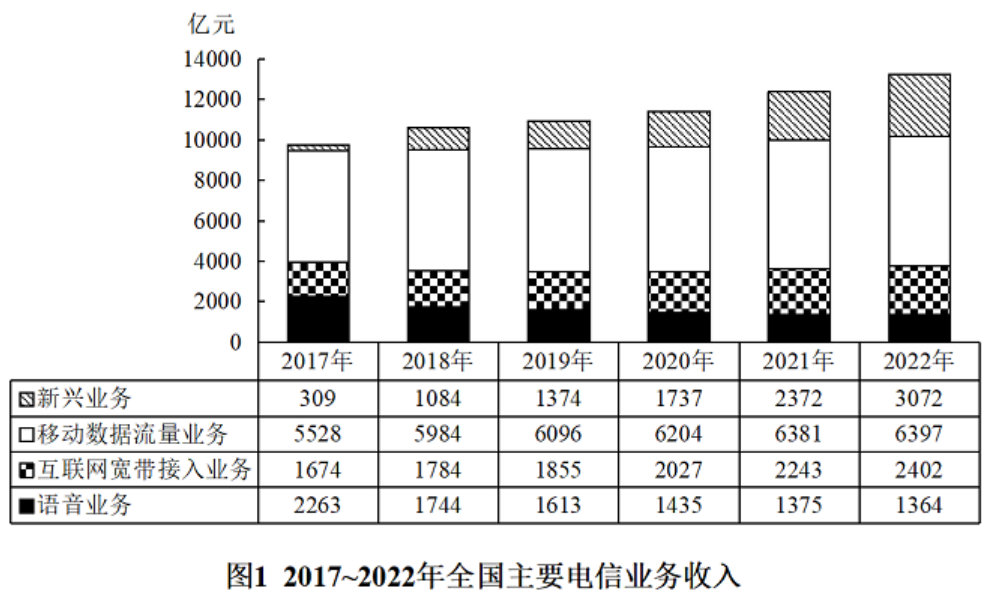 亿元
14000
12000
10000
8000
6000
4000
2000
0
2017年 2018年 2019年 2020年 2021年 2022年
新兴业务 309 1084 1374 1737 2372 3072
移动数据流量业务 5528 5984 6096 6204 6381 6397
互联网宽带接入业务 1674 1784 1855 2027 2243 2402
语音业务 2263 1744 1613 1435 1375 1364
图1 2017~2022年全国主要电信业务收入